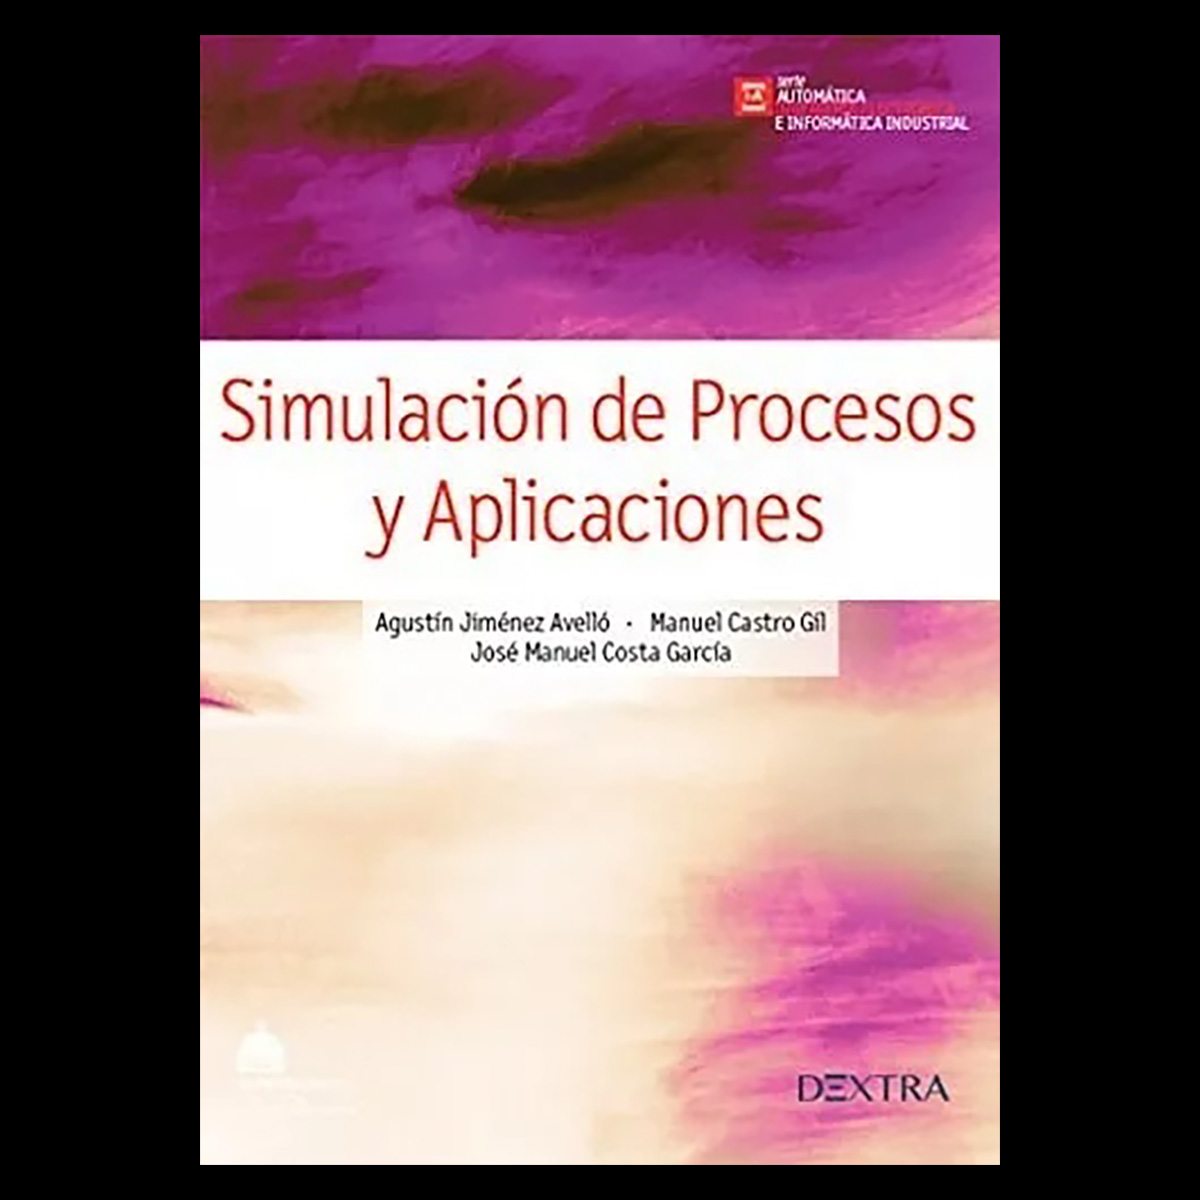 serie
AUTOMÁTICA
E INFORMÁTICA INDUSTRIAL
Simulación de Procesos
y Aplicaciones
Agustín Jiménez Avelló · Manuel Castro Gil
José Manuel Costa García
DEXTRA